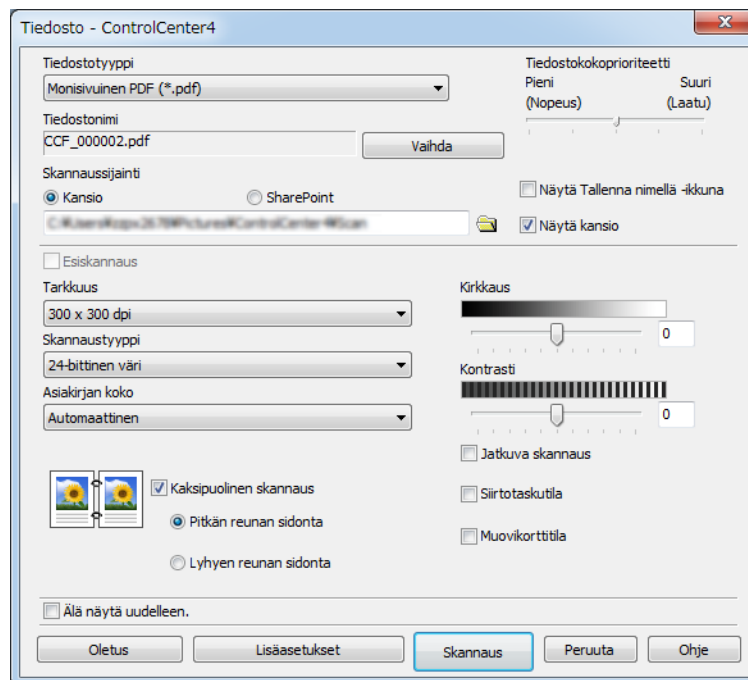 Tiedosto - ControlCenter4
Tiedostotyyppi
Monisivuinen PDF (*.pdf)
Tiedostokokoprioriteetti
Pieni Suuri
(Nopeus) (Laatu)
Tiedostonimi
CCF_000002.pdf
Vaihda
Skannaussijainti
Kansio
SharePoint
Näytä Tallenna nimellä -ikkuna
Näytä kansio
Esiskannaus
Tarkkuus
300 x 300 dpi
Skannaustyyppi
24-bittinen väri
Asiakirjan koko
Automaattinen
Kirkkaus
0
Kontrasti
0
Jatkuva skannaus
Siirtotaskutila
Muovikorttitila
Kaksipuolinen skannaus
Pitkän reunan sidonta
Lyhyen reunan sidonta
Älä näytä uudelleen.
Oletus
Lisäasetukset
Skannaus
Peruuta
Ohje